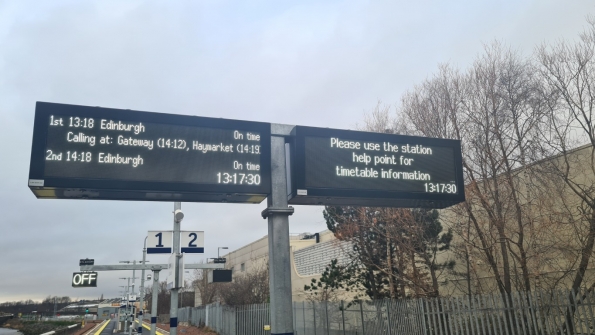 1st 13:18 Edinburgh
On time
Calling at: Gateway (14:12), Haymarket (14:19
2nd 14:18 Edinburgh
On time
13:17:30
Please use the station
help point for
timetable information
13:17:30
1 2
OFF